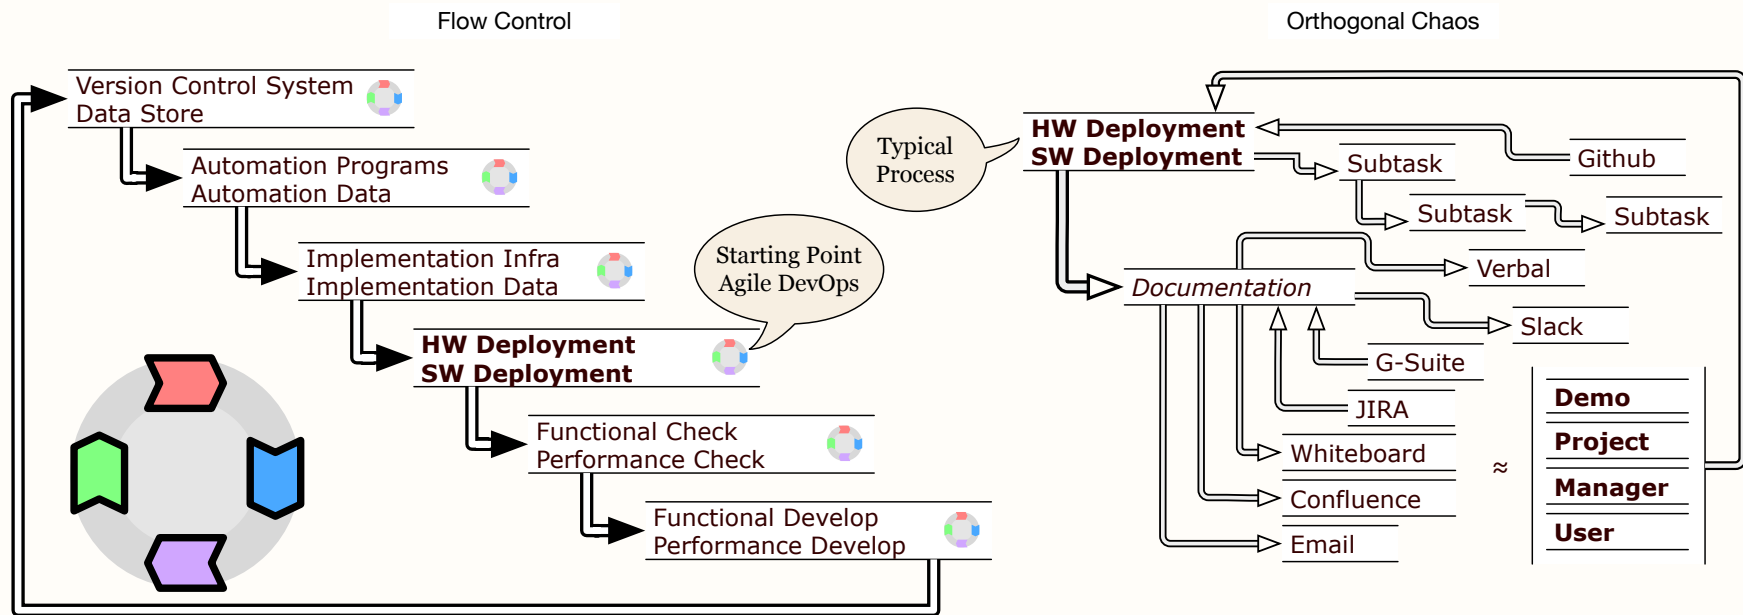 Flow Control
Version Control System
Data Store
Automation Programs
Automation Data
Implementation Infra
Implementation Data
Starting Point
Agile DevOps
HW Deployment
SW Deployment
Functional Check
Performance Check
Functional Develop
Performance Develop
Orthogonal Chaos
Typical
Process
HW Deployment
SW Deployment
Github
Subtask
Subtask
Subtask
Verbal
Documentation
Slack
G-Suite
JIRA
Whiteboard
Confluence
Email
≈
Demo
Project
Manager
User